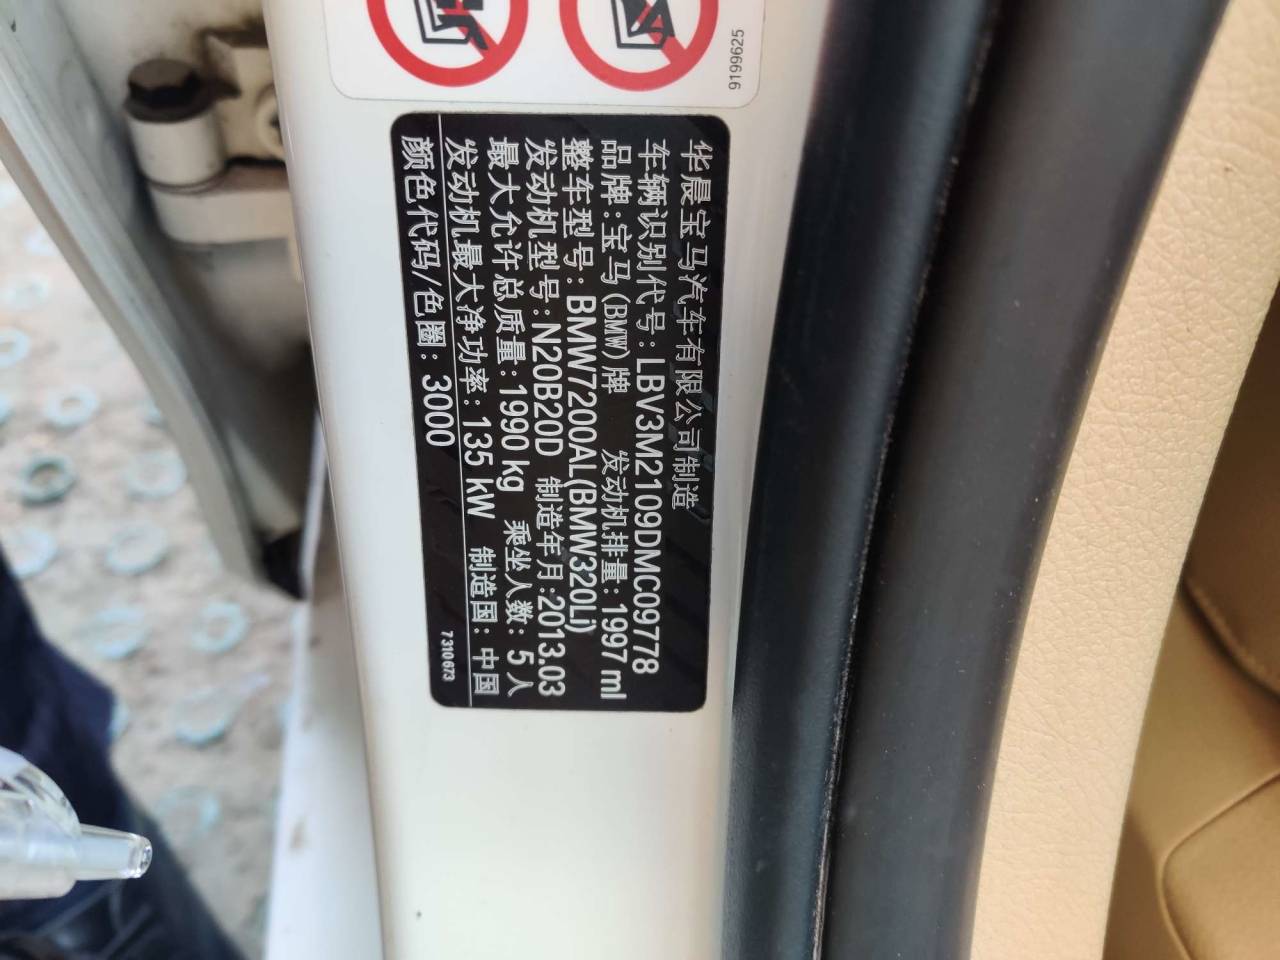 9199625
华晨宝马汽车有限公司制造
车辆识别代号: LBV3M2109DMC09778
品牌:宝马(BMW)牌 发动机排量: 1997 ml
整车型号: BMW7200AL(BMW320Li)
发动机型号:N20B20D 制造年月:2013.03
最大允许总质量: 1990 kg 乘坐人数: 5 人
发动机最大净功率: 135 kW 制造国: 中国
颜色代码/色圈: 3000
7310673